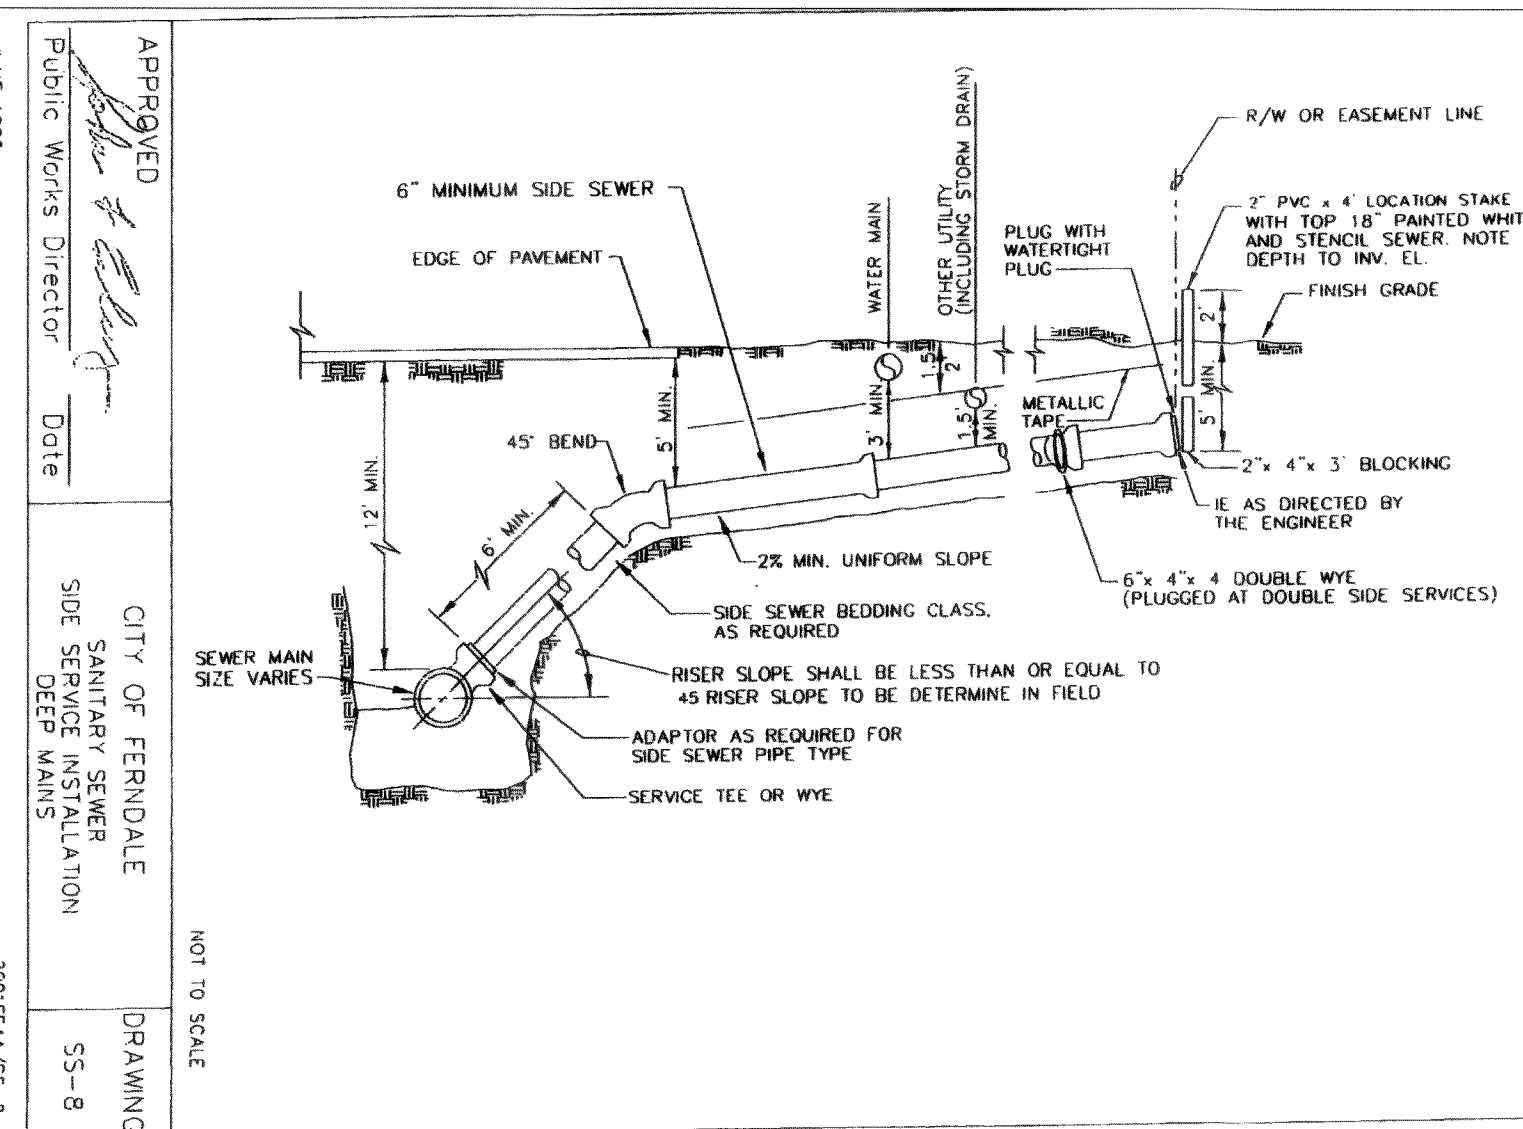 R/W OR EASEMENT LINE
2" PVC x 4' LOCATION STAKE
WITH TOP 18" PAINTED WHIT
AND STENCIL SEWER. NOTE
DEPTH TO INV. EL.
FINISH GRADE
OTHER UTILITY
(INCLUDING STORM DRAIN)
WATER MAIN
6" MINIMUM SIDE SEWER
EDGE OF PAVEMENT
PLUG WITH
WATERTIGHT
PLUG
2'
5' MIN.
1.5'
2
METALLIC
TAPE
3' MIN.
1.5'
MIN.
5' MIN.
45° BEND
12' MIN.
6' MIN.
2"x 4"x 3' BLOCKING
IE AS DIRECTED BY
THE ENGINEER
6"x 4"x 4 DOUBLE WYE
(PLUGGED AT DOUBLE SIDE SERVICES)
2% MIN. UNIFORM SLOPE
SIDE SEWER BEDDING CLASS.
AS REQUIRED
RISER SLOPE SHALL BE LESS THAN OR EQUAL TO
45 RISER SLOPE TO BE DETERMINE IN FIELD
SEWER MAIN
SIZE VARIES
ADAPTOR AS REQUIRED FOR
SIDE SEWER PIPE TYPE
SERVICE TEE OR WYE
NOT TO SCALE
APPROVED
Public Works Director Date
CITY OF FERNDALE
SANITARY SEWER
SIDE SERVICE INSTALLATION
DEEP MAINS
DRAWING
SS-8